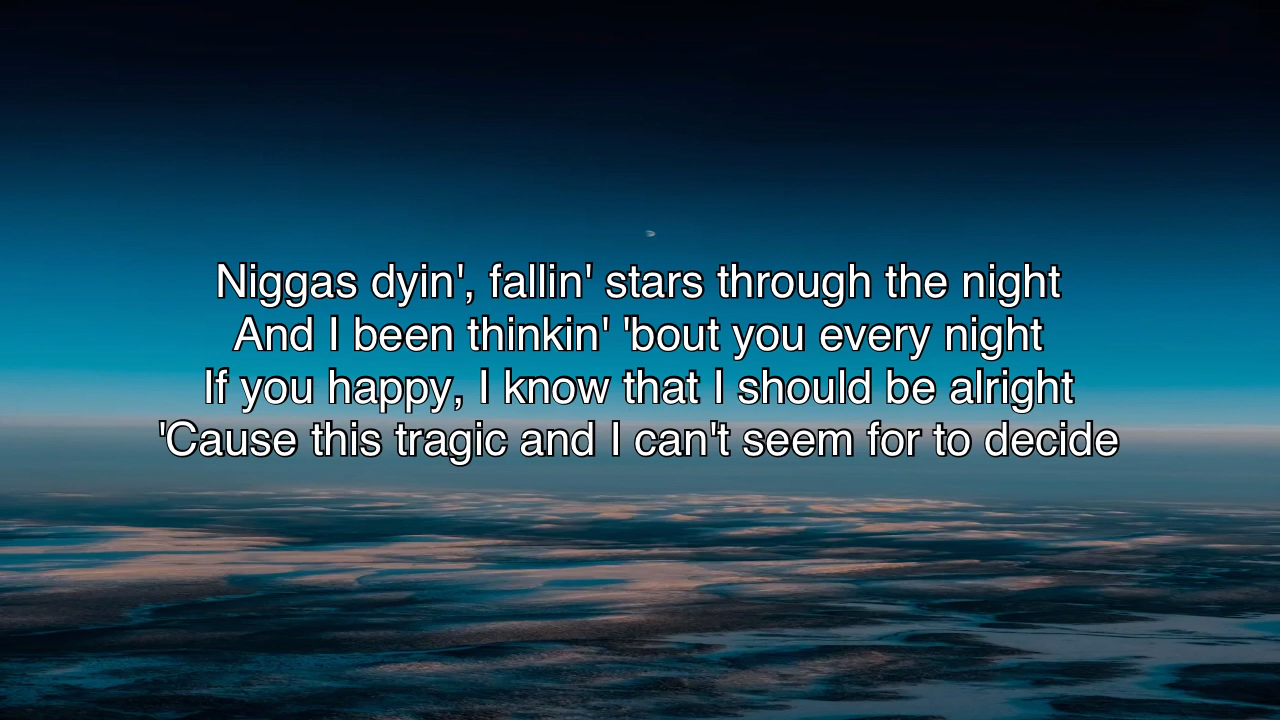 Niggas dyin', fallin' stars through the night
And I been thinkin' 'bout you every night
If you happy, I know that I should be alright
'Cause this tragic and I can't seem for to decide